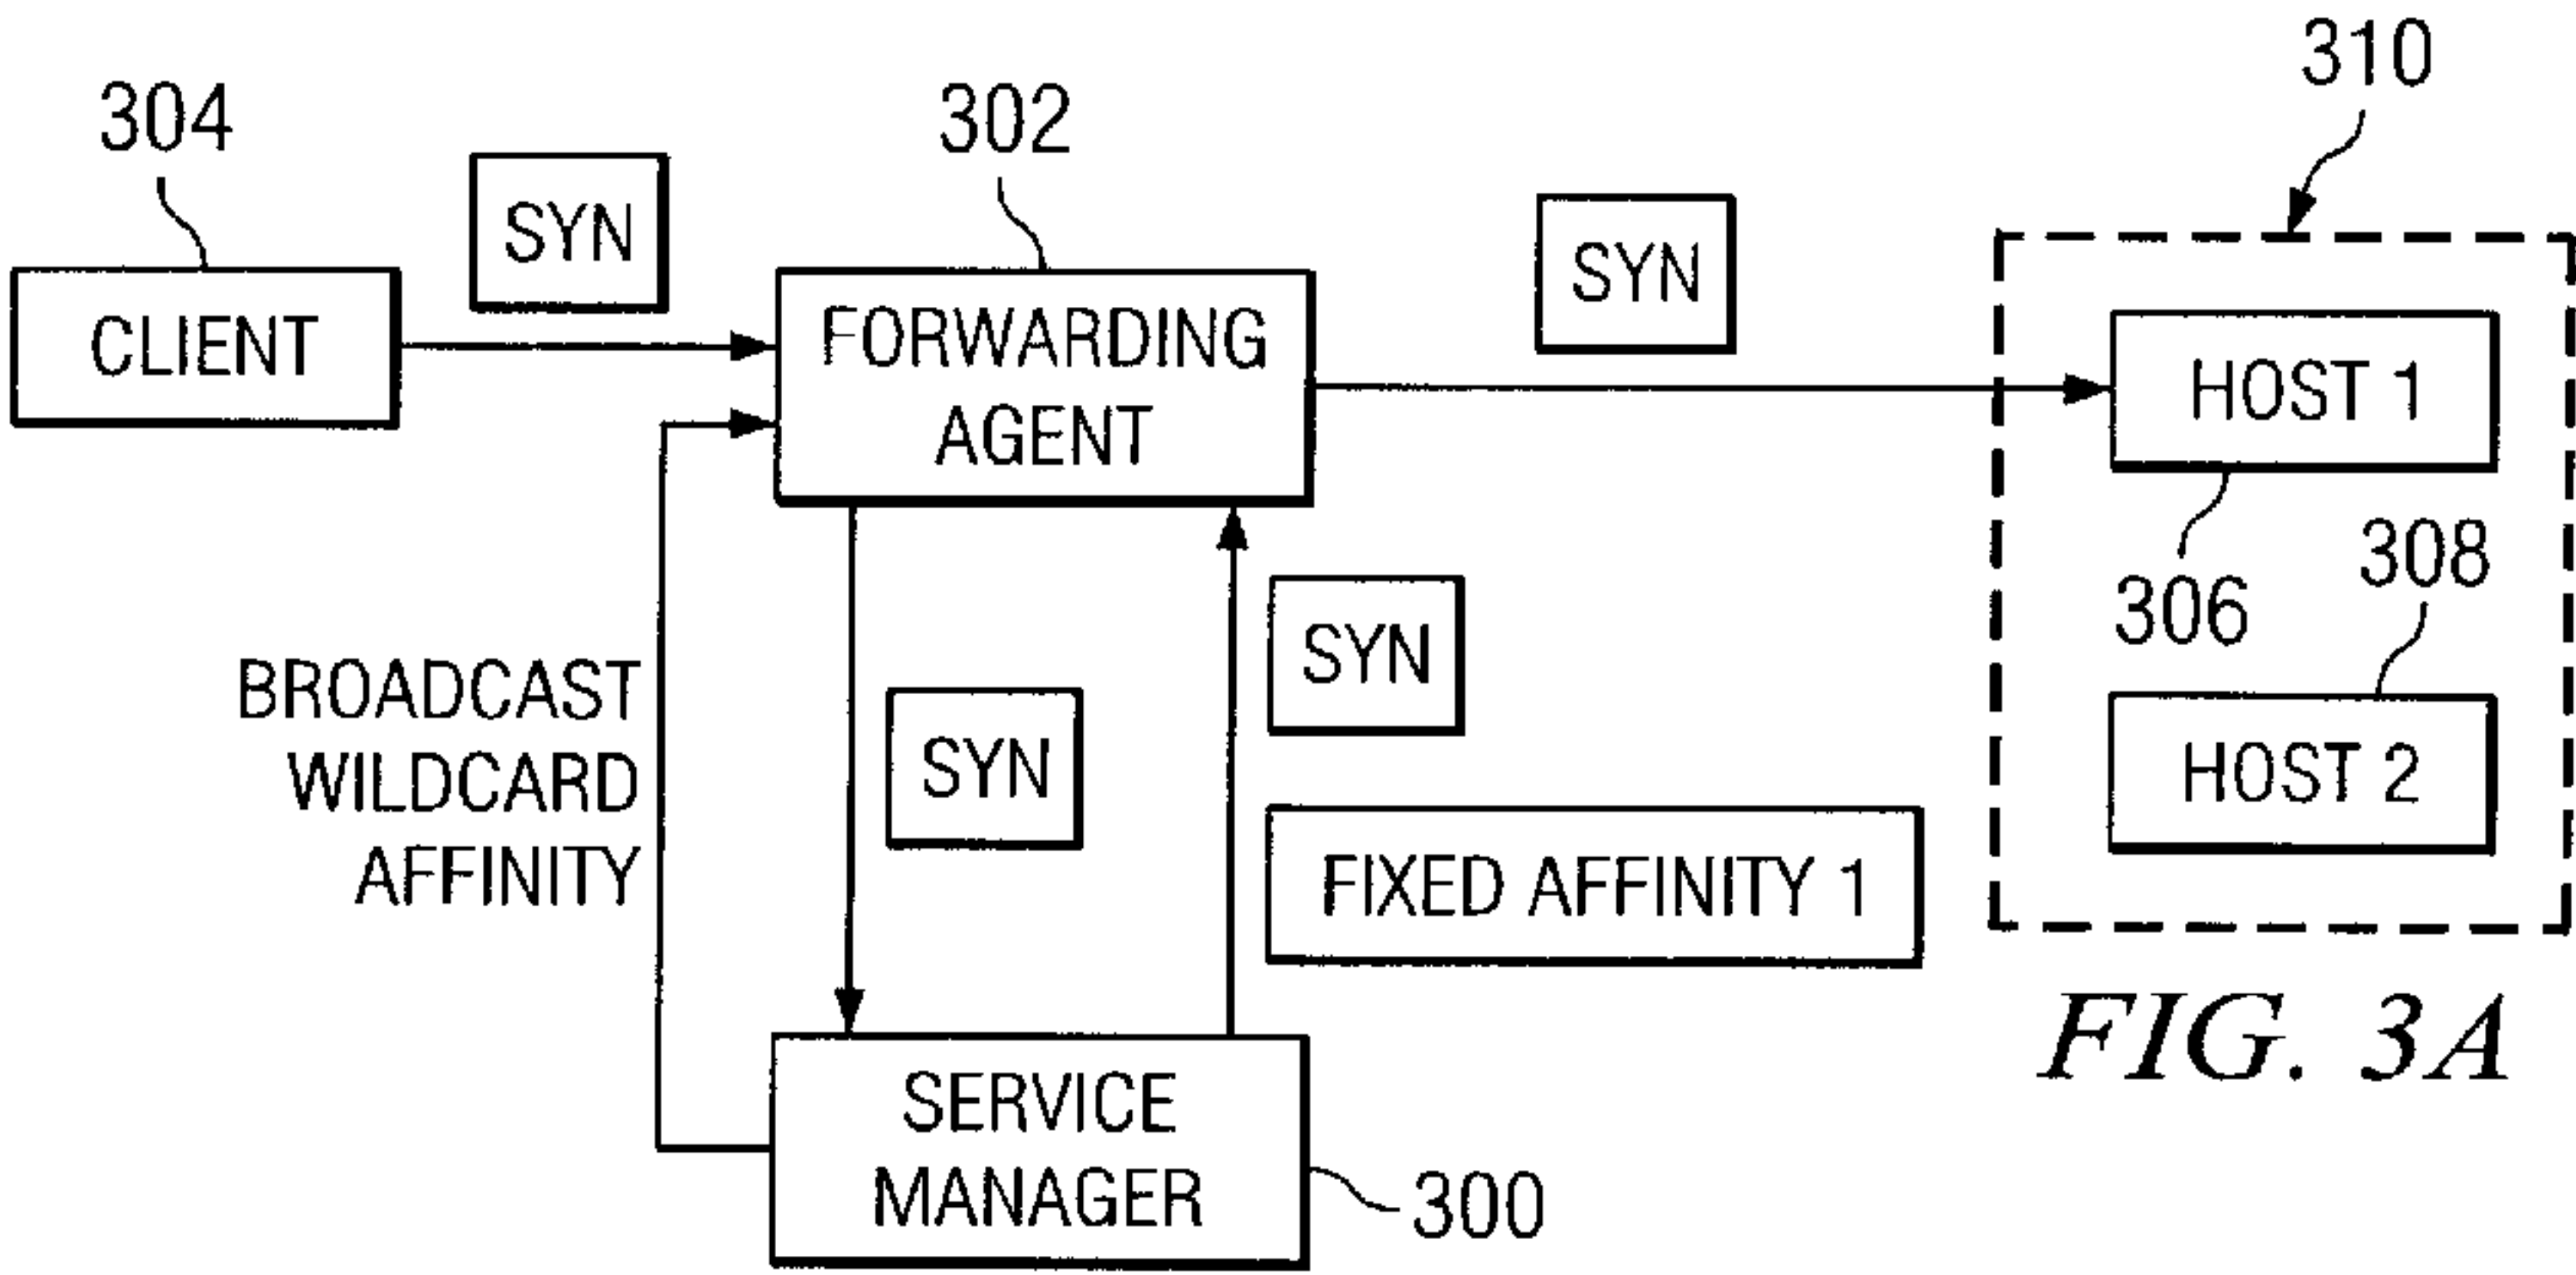 310
304
302
SYN
SYN
CLIENT
FORWARDING
AGENT
HOST 1
306
308
SYN
BROADCAST
WILDCARD
AFFINITY
SYN
HOST 2
FIXED AFFINITY 1
FIG. 3A
SERVICE
MANAGER
300